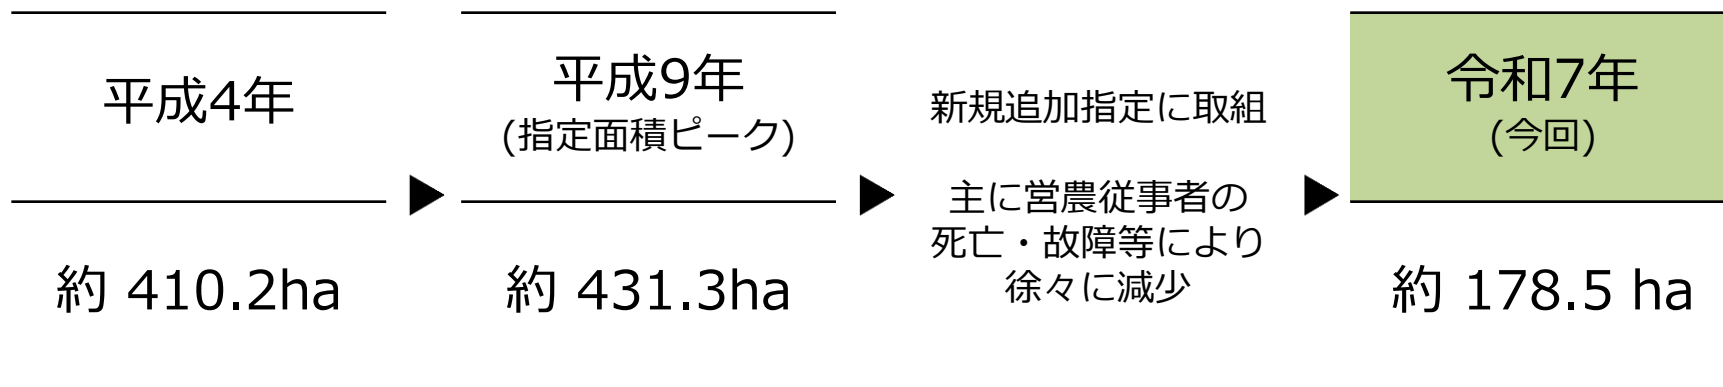 平成4年
約 410.2ha
平成9年
(指定面積ピーク)
約 431.3ha
新規追加指定に取組
主に営農従事者の
死亡・故障等により
徐々に減少
令和7年
(今回)
約 178.5 ha